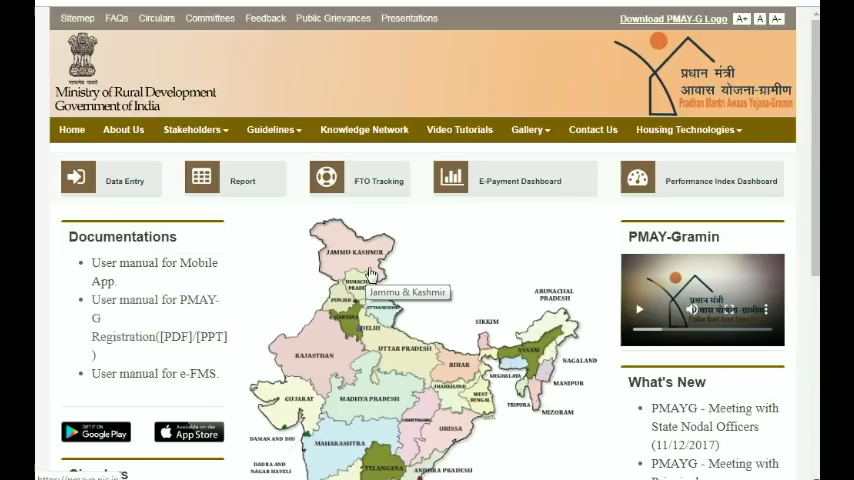 Sitemep FAQs Circulars Committees Feedback Public Grievances Presentations Download PMAY-G Logo A+ A A-
सत्यमेव जयते
Ministry of Rural Development
Government of India
प्रधान मंत्री
आवास योजना-ग्रामीण
Pradhan Mantri Awaas Yojana-Gramin
Home About Us Stakeholders Guidelines Knowledge Network Video Tutorials Gallery Contact Us Housing Technologies
Data Entry Report FTO Tracking E-Payment Dashboard Performance Index Dashboard
Documentations
User manual for Mobile
App.
User manual for PMAY-
G
Registration([PDF]/[PPT]
)
User manual for e-FMS.
GET IT ON
Google Play
Available on the
App Store
JAMMU KASHMIR
Jammu & Kashmir
PUNJAB
DELHI
ARUNACHAL
PRADESH
SIKKIM
RAJASTHAN
UTTAR PRADESH
BIHAR
ASSAM
NAGALAND
MEGHALAYA
MANIPUR
TRIPURA
MIZORAM
GUJARAT
MADHYA PRADESH
JHARKHAND
WEST
BENGAL
ORISSA
DAMAN AND DIU
MAHARASHTRA
DADRA AND
NAGAR HAVELI
TELANGANA
ANDHRA PRADESH
PMAY-Gramin
प्रधान मंत्री
What's New
PMAYG - Meeting with
State Nodal Officers
(11/12/2017)
PMAYG - Meeting with